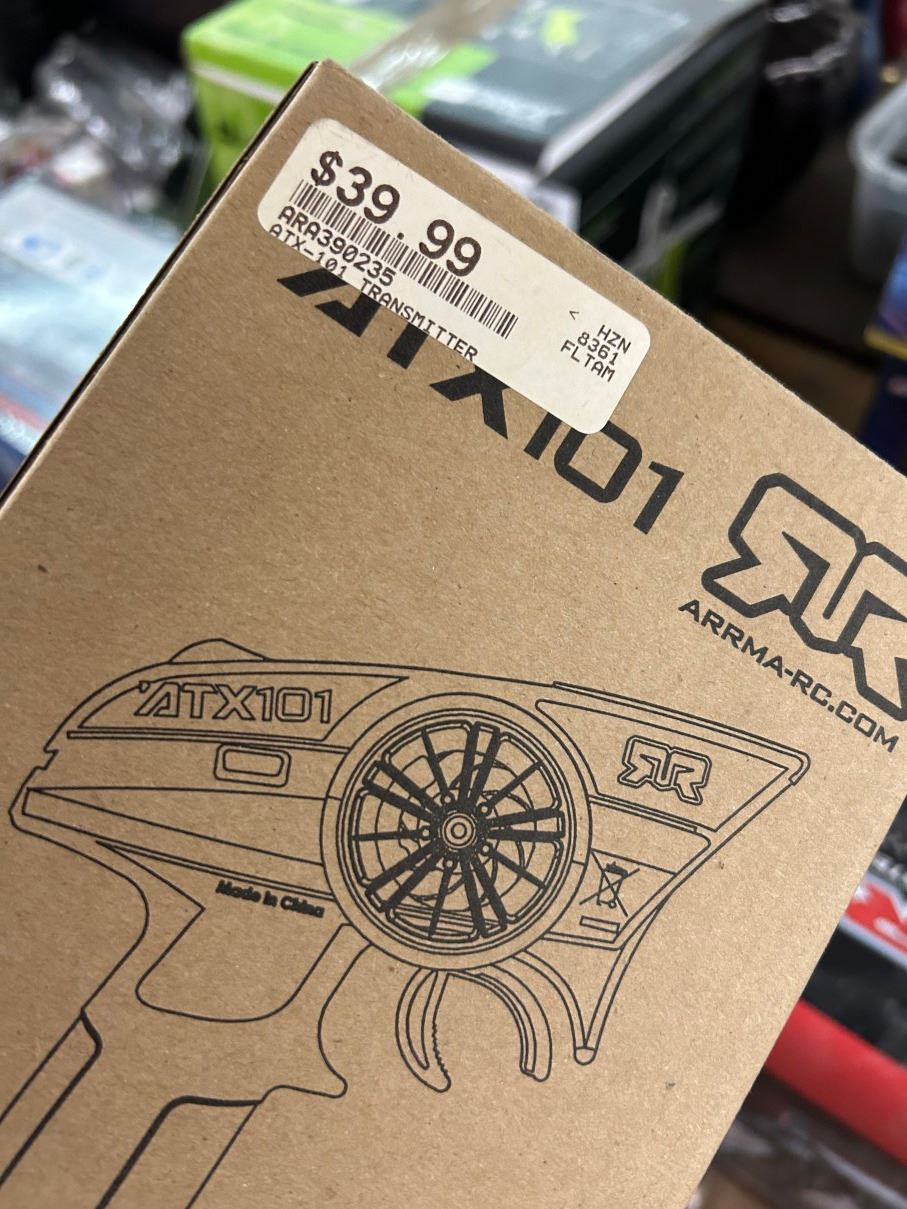 $39.99
ARA390235
ATX-101 TRANSMITTER
< HZN
8361
FLTAM
ATX101
ARRMA-RC.COM
ATX101
Made in China